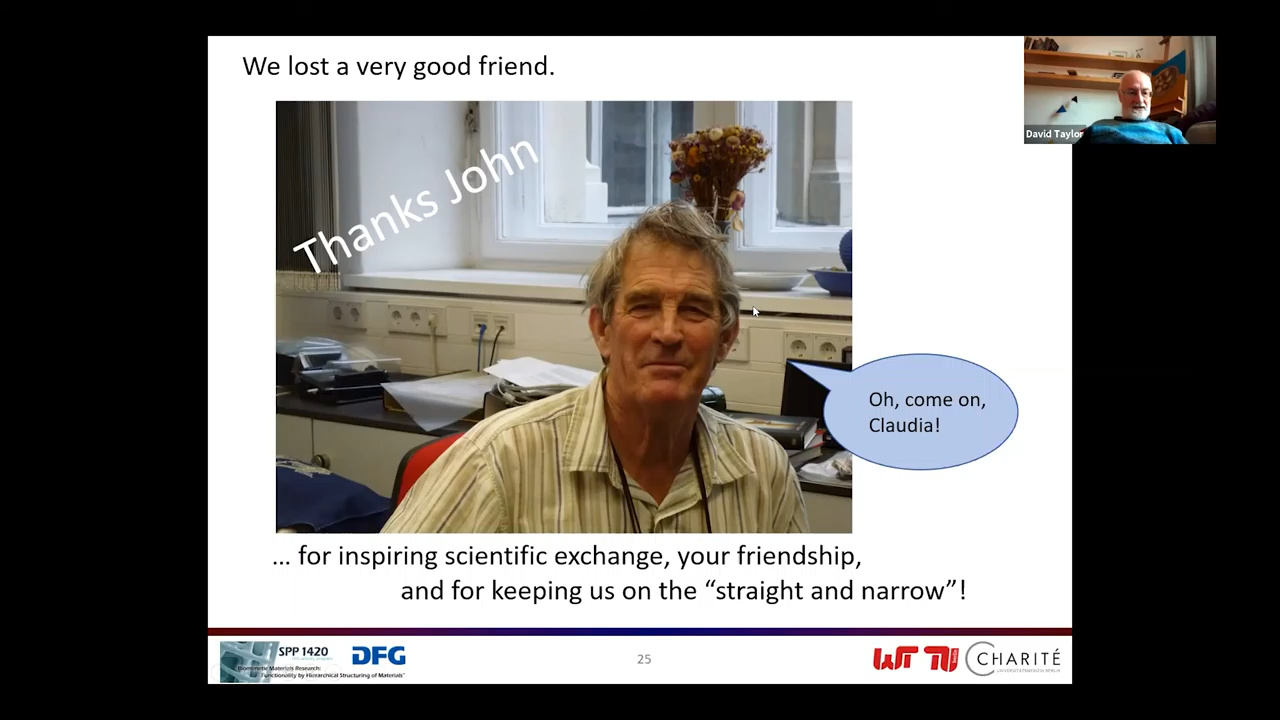 We lost a very good friend.
David Taylor
Thanks John
Oh, come on,
Claudia!
... for inspiring scientific exchange, your friendship,
and for keeping us on the “straight and narrow”!
SPP 1420
DFG
Biomimetic Materials Research:
Functionality by Hierarchical Structuring of Materials"
25
CHARITÉ
UNIVERSITÄTSMEDIZIN BERLIN